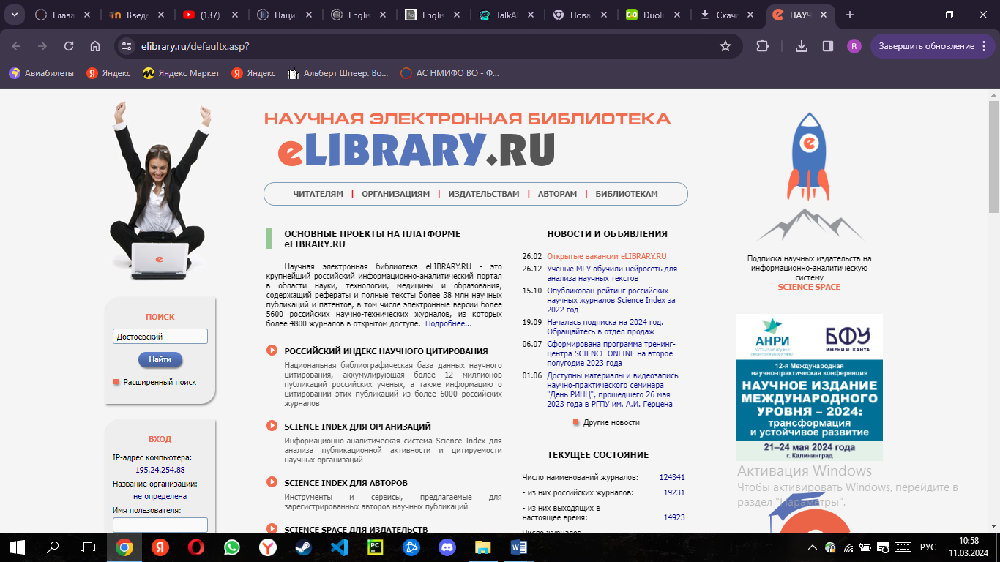 Глава
Введе
(137)
Наци
Englis
Englis
TalkAI
Нова
Duoli
Скача
НАУЧ
elibrary.ru/defaultx.asp?
R
Завершить обновление
Авиабилеты
Яндекс
Яндекс Маркет
Яндекс
Альберт Шпеер. Во...
АС НМИФО ВО - Ф...
НАУЧНАЯ ЭЛЕКТРОННАЯ БИБЛИОТЕКА
eLIBRARY.RU
ЧИТАТЕЛЯМ | ОРГАНИЗАЦИЯМ | ИЗДАТЕЛЬСТВАМ | АВТОРАМ | БИБЛИОТЕКАМ
ПОИСК
Достоевский
Найти
Расширенный поиск
ВХОД
IP-адрес компьютера:
195.24.254.88
Название организации:
не определена
Имя пользователя:
ОСНОВНЫЕ ПРОЕКТЫ НА ПЛАТФОРМЕ
eLIBRARY.RU
Научная электронная библиотека eLIBRARY.RU - это
крупнейший российский информационно-аналитический портал
в области науки, технологии, медицины и образования,
содержащий рефераты и полные тексты более 38 млн научных
публикаций и патентов, в том числе электронные версии более
5600 российских научно-технических журналов, из которых
более 4800 журналов в открытом доступе. Подробнее...
РОССИЙСКИЙ ИНДЕКС НАУЧНОГО ЦИТИРОВАНИЯ
Национальная библиографическая база данных научного
цитирования, аккумулирующая более 12 миллионов
публикаций российских ученых, а также информацию о
цитировании этих публикаций из более 6000 российских
журналов
SCIENCE INDEX ДЛЯ ОРГАНИЗАЦИЙ
Информационно-аналитическая система Science Index для
анализа публикационной активности и цитируемости
научных организаций
SCIENCE INDEX ДЛЯ АВТОРОВ
Инструменты и сервисы, предлагаемые для
зарегистрированных авторов научных публикаций
SCIENCE SPACE ДЛЯ ИЗДАТЕЛЬСТВ
НОВОСТИ И ОБЪЯВЛЕНИЯ
26.02 Открытые вакансии eLIBRARY.RU
26.12 Ученые МГУ обучили нейросеть для
анализа научных текстов
15.10 Опубликован рейтинг российских
научных журналов Science Index за
2022 год
19.09 Началась подписка на 2024 год.
Обращайтесь в отдел продаж
06.07 Сформирована программа тренинг-
центра SCIENCE ONLINE на второе
полугодие 2023 года
01.06 Доступны материалы и видеозапись
научно-практического семинара
"День РИНЦ", прошедшего 26 мая
2023 года в РГПУ им. А.И. Герцена
Другие новости
ТЕКУЩЕЕ СОСТОЯНИЕ
Число наименований журналов: 124341
- из них российских журналов: 19231
- из них выходящих в
настоящее время: 14923
Число журналов
Подписка научных издательств на
информационно-аналитическую
систему
SCIENCE SPACE
АНРИ
БФУ
ИМЕНИ И. КАНТА
12-я Международная
научно-практическая конференция
НАУЧНОЕ ИЗДАНИЕ
МЕЖДУНАРОДНОГО
УРОВНЯ – 2024:
трансформация
и устойчивое развитие
21–24 мая 2024 года
г. Калининград
Активация Windows
Чтобы активировать Windows, перейдите в
раздел "Параметры".
РУС
10:58
11.03.2024